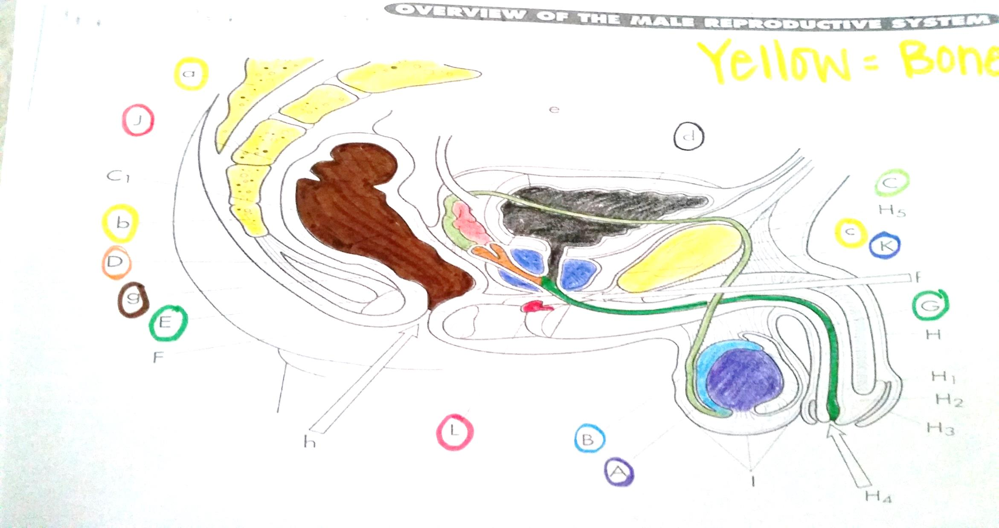 OVERVIEW OF THE MALE REPRODUCTIVE SYSTEM
Yellow = Bone
a
e
J
d
C1
C
H5
b
c
K
D
F
g
G
E
H
F
H1
H2
L
B
H3
h
A
I
H4